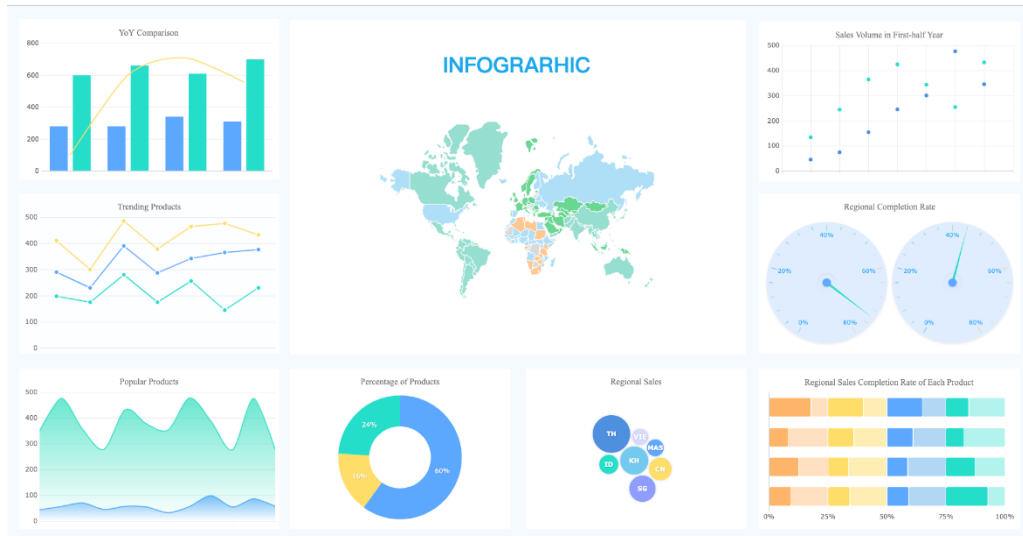 YoY Comparison
800
600
400
200
0
INFOGRARHIC
Sales Volume in First-half Year
500
400
300
200
100
0
Trending Products
500
400
300
200
100
0
Regional Completion Rate
0%
20%
40%
60%
80%
0%
20%
40%
60%
80%
Popular Products
500
400
300
200
100
0
Percentage of Products
24%
16%
60%
Regional Sales
TH
VIE
MAS
ID
KH
CN
SG
Regional Sales Completion Rate of Each Product
0%
25%
50%
75%
100%